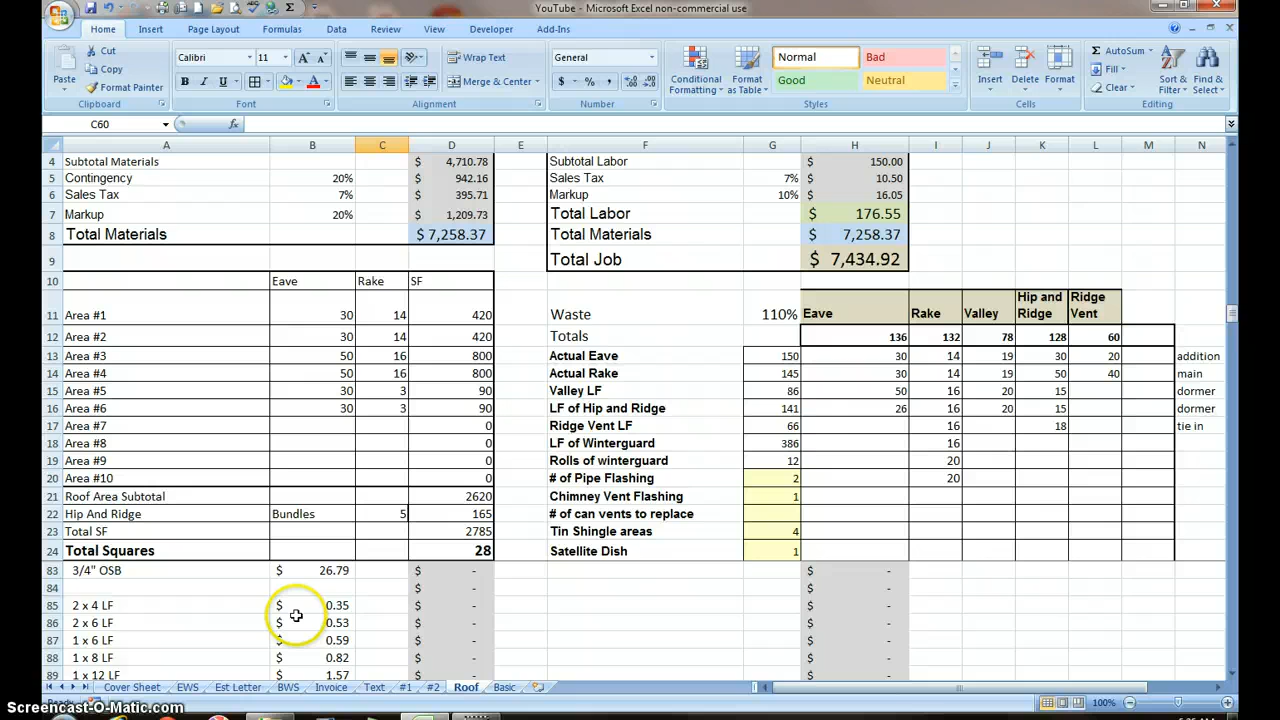 YouTube - Microsoft Excel non-commercial use
Home Insert Page Layout Formulas Data Review View Developer Add-Ins
Cut
Copy
Format Painter
Paste
Clipboard
Calibri 11
B I U
Font
Wrap Text
Merge & Center
Alignment
General
$ % ,
Number
Conditional Formatting
Format as Table
Normal Bad
Good Neutral
Styles
Insert Delete Format
Cells
AutoSum
Fill
Clear
Sort & Filter
Find & Select
Editing
C60 fx
A B C D E F G H I J K L M N
4 Subtotal Materials $ 4,710.78 Subtotal Labor $ 150.00
5 Contingency 20% $ 942.16 Sales Tax 7% $ 10.50
6 Sales Tax 7% $ 395.71 Markup 10% $ 16.05
7 Markup 20% $ 1,209.73 Total Labor $ 176.55
8 Total Materials $ 7,258.37 Total Materials $ 7,258.37
9 Total Job $ 7,434.92
10 Eave Rake SF
11 Area #1 30 14 420 Waste 110% Eave Rake Valley Hip and Ridge Ridge Vent
12 Area #2 30 14 420 Totals 136 132 78 128 60
13 Area #3 50 16 800 Actual Eave 150 30 14 19 30 20 addition
14 Area #4 50 16 800 Actual Rake 145 30 14 19 50 40 main
15 Area #5 30 3 90 Valley LF 86 50 16 20 15 dormer
16 Area #6 30 3 90 LF of Hip and Ridge 141 26 16 20 15 dormer
17 Area #7 0 Ridge Vent LF 66 16 18 tie in
18 Area #8 0 LF of Winterguard 386 16
19 Area #9 0 Rolls of winterguard 12 20
20 Area #10 0 # of Pipe Flashing 2 20
21 Roof Area Subtotal 2620 Chimney Vent Flashing 1
22 Hip And Ridge Bundles 5 165 # of can vents to replace
23 Total SF 2785 Tin Shingle areas 4
24 Total Squares 28 Satellite Dish 1
83 3/4" OSB $ 26.79 $ - $ -
84 $ - $ -
85 2 x 4 LF $ 0.35 $ - $ -
86 2 x 6 LF $ 0.53 $ - $ -
87 1 x 6 LF $ 0.59 $ - $ -
88 1 x 8 LF $ 0.82 $ - $ -
89 1 x 12 LF $ 1.57 $ - $ -
Cover Sheet EWS Est Letter BWS Invoice Text #1 #2 Roof Basic
100%
Screencast-O-Matic.com